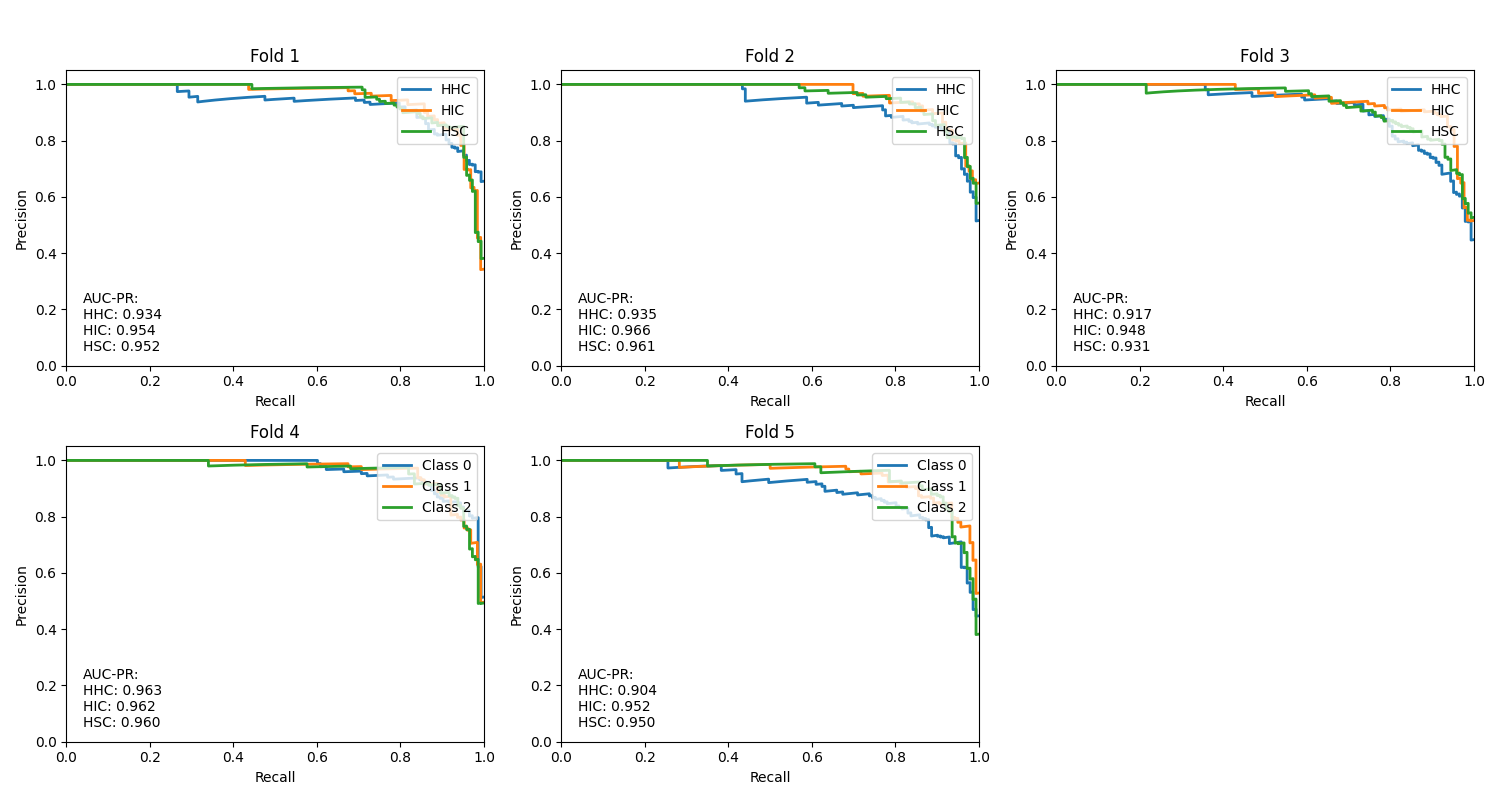 Fold 1
1.0
0.8
0.6
0.4
0.2
0.0
Precision
HHC
HIC
HSC
AUC-PR:
HHC: 0.934
HIC: 0.954
HSC: 0.952
0.0 0.2 0.4 0.6 0.8 1.0
Recall
Fold 2
1.0
0.8
0.6
0.4
0.2
0.0
Precision
HHC
HIC
HSC
AUC-PR:
HHC: 0.935
HIC: 0.966
HSC: 0.961
0.0 0.2 0.4 0.6 0.8 1.0
Recall
Fold 3
1.0
0.8
0.6
0.4
0.2
0.0
Precision
HHC
HIC
HSC
AUC-PR:
HHC: 0.917
HIC: 0.948
HSC: 0.931
0.0 0.2 0.4 0.6 0.8 1.0
Recall
Fold 4
1.0
0.8
0.6
0.4
0.2
0.0
Precision
Class 0
Class 1
Class 2
AUC-PR:
HHC: 0.963
HIC: 0.962
HSC: 0.960
0.0 0.2 0.4 0.6 0.8 1.0
Recall
Fold 5
1.0
0.8
0.6
0.4
0.2
0.0
Precision
Class 0
Class 1
Class 2
AUC-PR:
HHC: 0.904
HIC: 0.952
HSC: 0.950
0.0 0.2 0.4 0.6 0.8 1.0
Recall